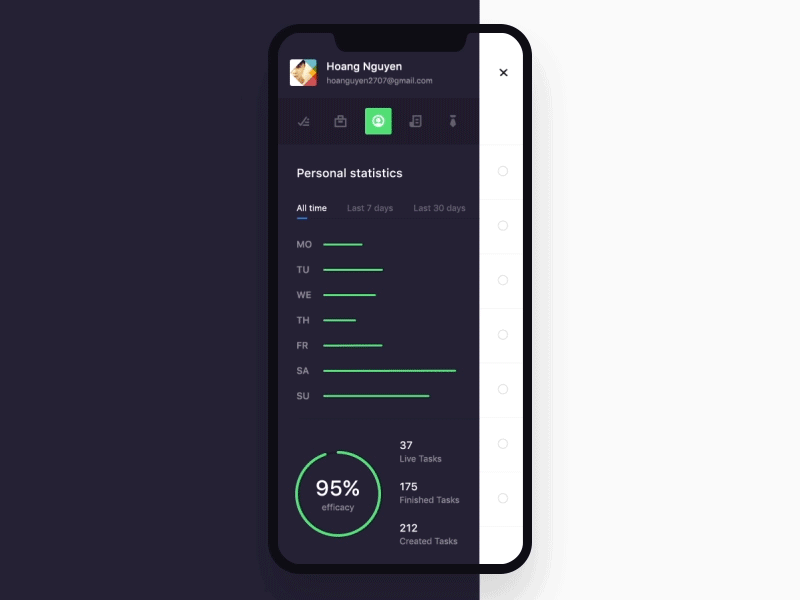 Hoang Nguyen
hoanguyen2707@gmail.com
Personal statistics
All time Last 7 days Last 30 days
MO
TU
WE
TH
FR
SA
SU
37
Live Tasks
95%
efficacy
175
Finished Tasks
212
Created Tasks